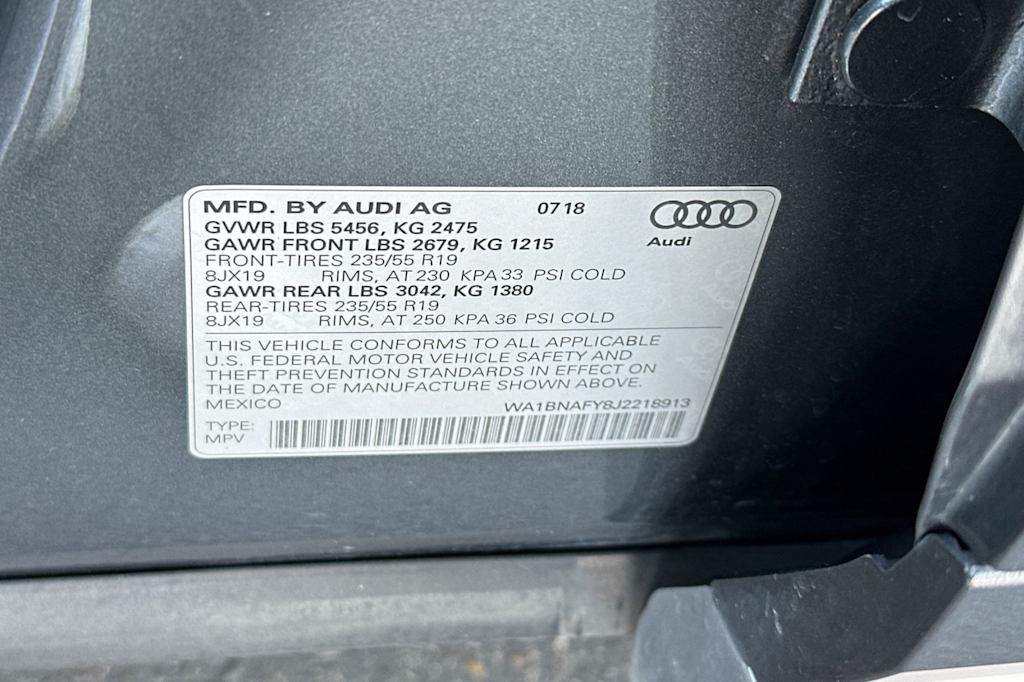 MFD. BY AUDI AG 0718
GVWR LBS 5456, KG 2475
GAWR FRONT LBS 2679, KG 1215
Audi
FRONT-TIRES 235/55 R19
8JX19 RIMS, AT 230 KPA 33 PSI COLD
GAWR REAR LBS 3042, KG 1380
REAR-TIRES 235/55 R19
8JX19 RIMS, AT 250 KPA 36 PSI COLD
THIS VEHICLE CONFORMS TO ALL APPLICABLE
U.S. FEDERAL MOTOR VEHICLE SAFETY AND
THEFT PREVENTION STANDARDS IN EFFECT ON
THE DATE OF MANUFACTURE SHOWN ABOVE.
MEXICO WA1BNAFY8J2218913
TYPE:
MPV